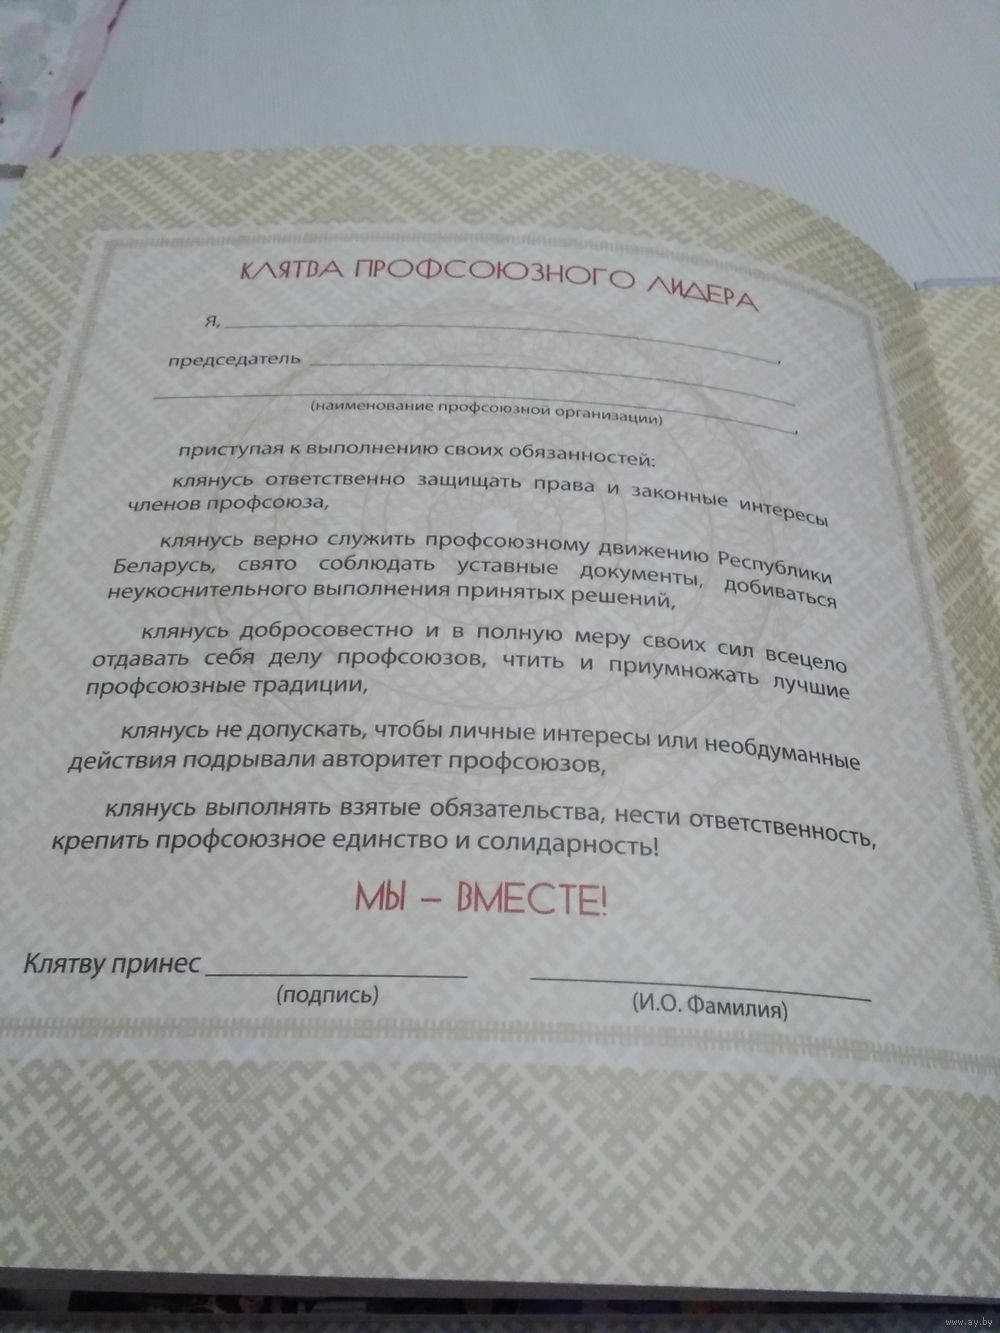 КЛЯТВА ПРОФСОЮЗНОГО ЛИДЕРА
Я, ,
председатель
(наименование профсоюзной организации) ,
приступая к выполнению своих обязанностей:
клянусь ответственно защищать права и законные интересы
членов профсоюза,
клянусь верно служить профсоюзному движению Республики
Беларусь, свято соблюдать уставные документы, добиваться
неукоснительного выполнения принятых решений,
клянусь добросовестно и в полную меру своих сил всецело
отдавать себя делу профсоюзов, чтить и приумножать лучшие
профсоюзные традиции,
клянусь не допускать, чтобы личные интересы или необдуманные
действия подрывали авторитет профсоюзов,
клянусь выполнять взятые обязательства, нести ответственность,
крепить профсоюзное единство и солидарность!
МЫ – ВМЕСТЕ!
Клятву принес
(подпись) (И.О. Фамилия)
www.ay.by